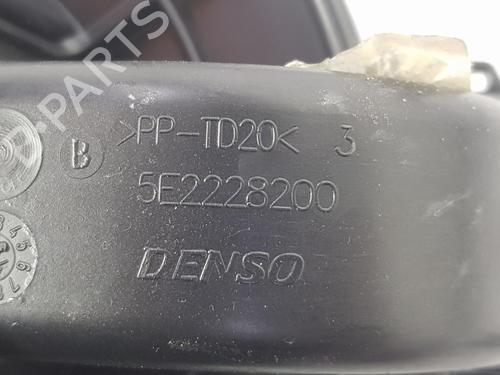 B-PARTS
>PP-TD20< 3
B
5E2228200
DENSO